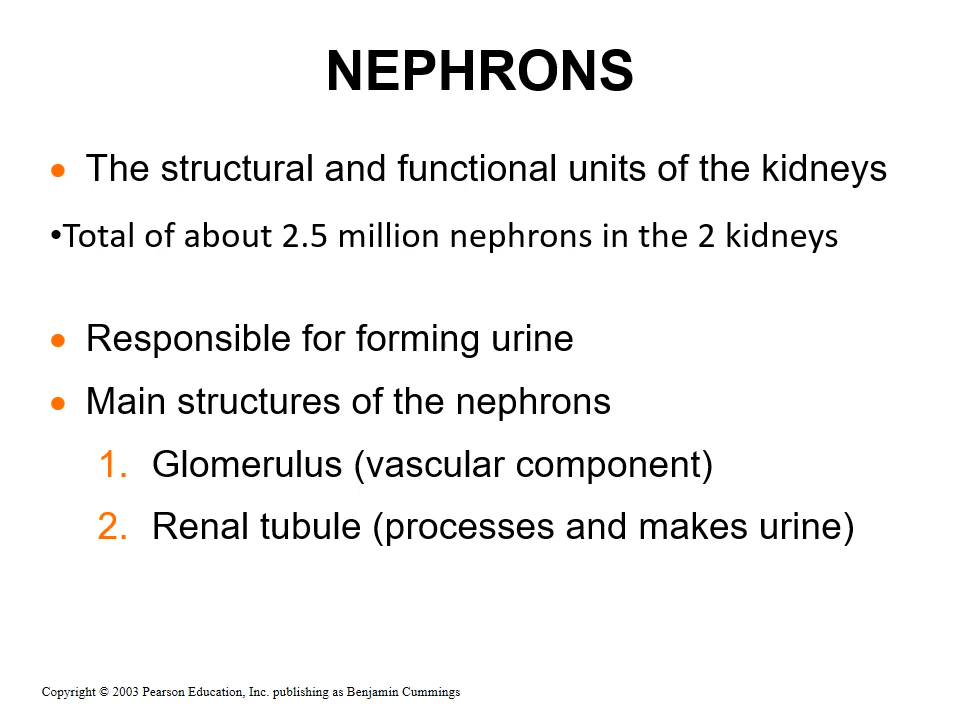 NEPHRONS
• The structural and functional units of the kidneys
•Total of about 2.5 million nephrons in the 2 kidneys
• Responsible for forming urine
• Main structures of the nephrons
1. Glomerulus (vascular component)
2. Renal tubule (processes and makes urine)
Copyright © 2003 Pearson Education, Inc. publishing as Benjamin Cummings